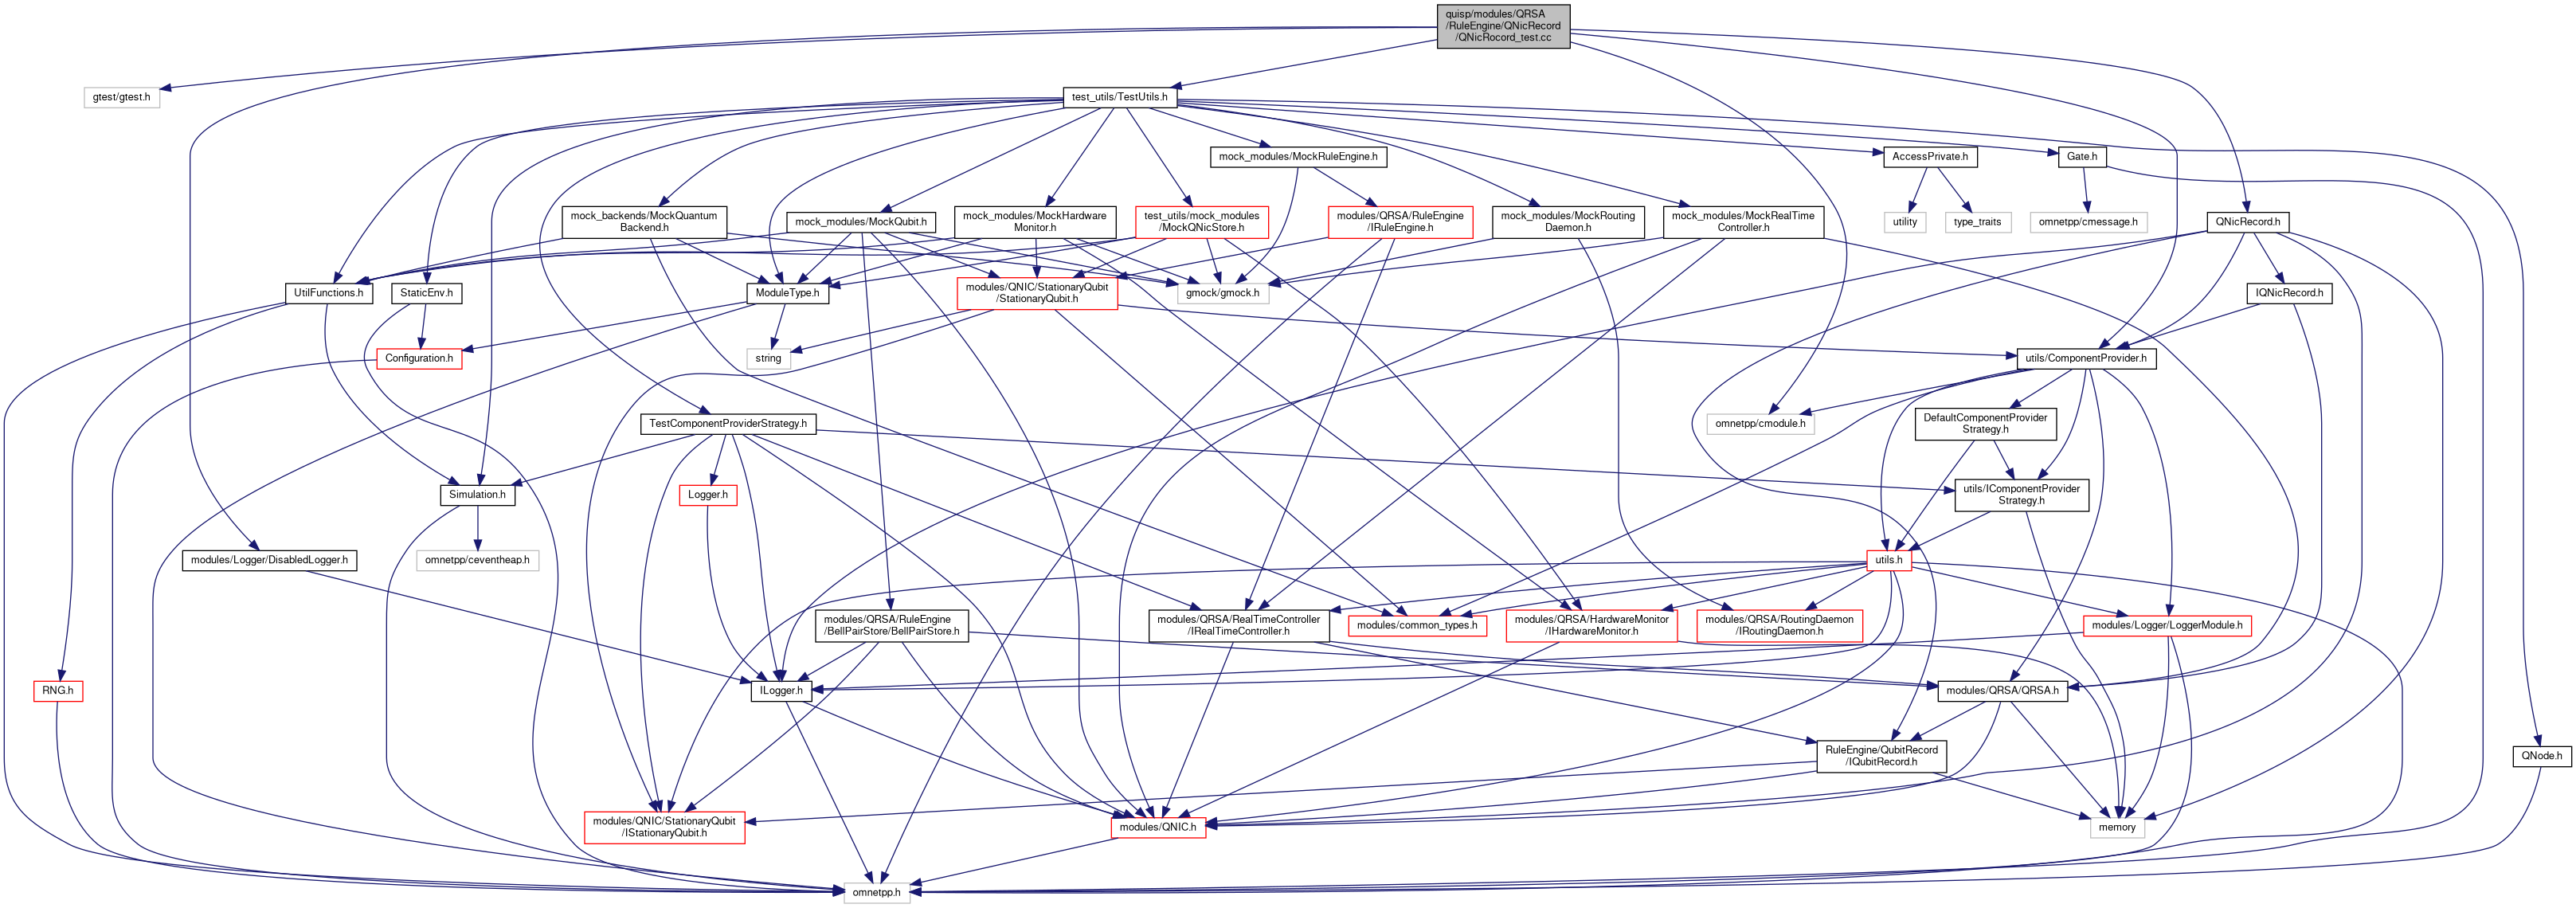 quisp/modules/QRSA
/RuleEngine/QNicRecord
/QNicRocord_test.cc
gtest/gtest.h
test_utils/TestUtils.h
mock_modules/MockRuleEngine.h
AccessPrivate.h
Gate.h
mock_backends/MockQuantum
Backend.h
mock_modules/MockQubit.h
mock_modules/MockHardware
Monitor.h
test_utils/mock_modules
/MockQNicStore.h
modules/QRSA/RuleEngine
/IRuleEngine.h
mock_modules/MockRouting
Daemon.h
mock_modules/MockRealTime
Controller.h
utility
type_traits
omnetpp/cmessage.h
QNicRecord.h
UtilFunctions.h
StaticEnv.h
ModuleType.h
modules/QNIC/StationaryQubit
/StationaryQubit.h
gmock/gmock.h
IQNicRecord.h
Configuration.h
string
utils/ComponentProvider.h
TestComponentProviderStrategy.h
omnetpp/cmodule.h
DefaultComponentProvider
Strategy.h
Simulation.h
Logger.h
utils/IComponentProvider
Strategy.h
modules/Logger/DisabledLogger.h
omnetpp/ceventheap.h
utils.h
modules/QRSA/RuleEngine
/BellPairStore/BellPairStore.h
modules/QRSA/RealTimeController
/IRealTimeController.h
modules/common_types.h
modules/QRSA/HardwareMonitor
/IHardwareMonitor.h
modules/QRSA/RoutingDaemon
/IRoutingDaemon.h
modules/Logger/LoggerModule.h
RNG.h
ILogger.h
modules/QRSA/QRSA.h
RuleEngine/QubitRecord
/IQubitRecord.h
QNode.h
modules/QNIC/StationaryQubit
/IStationaryQubit.h
modules/QNIC.h
memory
omnetpp.h